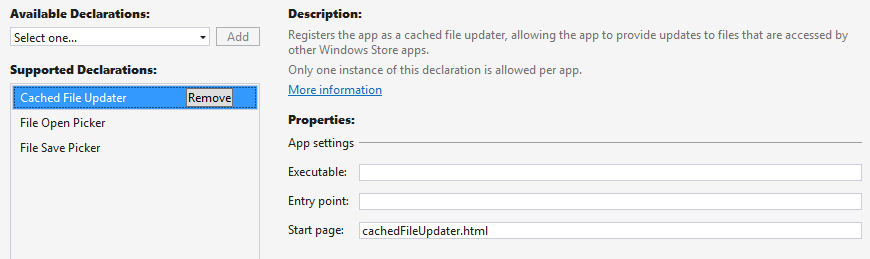 Available Declarations:
Select one...
Add
Supported Declarations:
Cached File Updater
Remove
File Open Picker
File Save Picker
Description:
Registers the app as a cached file updater, allowing the app to provide updates to files that are accessed by
other Windows Store apps.
Only one instance of this declaration is allowed per app.
More information
Properties:
App settings
Executable:
Entry point:
Start page: cachedFileUpdater.html